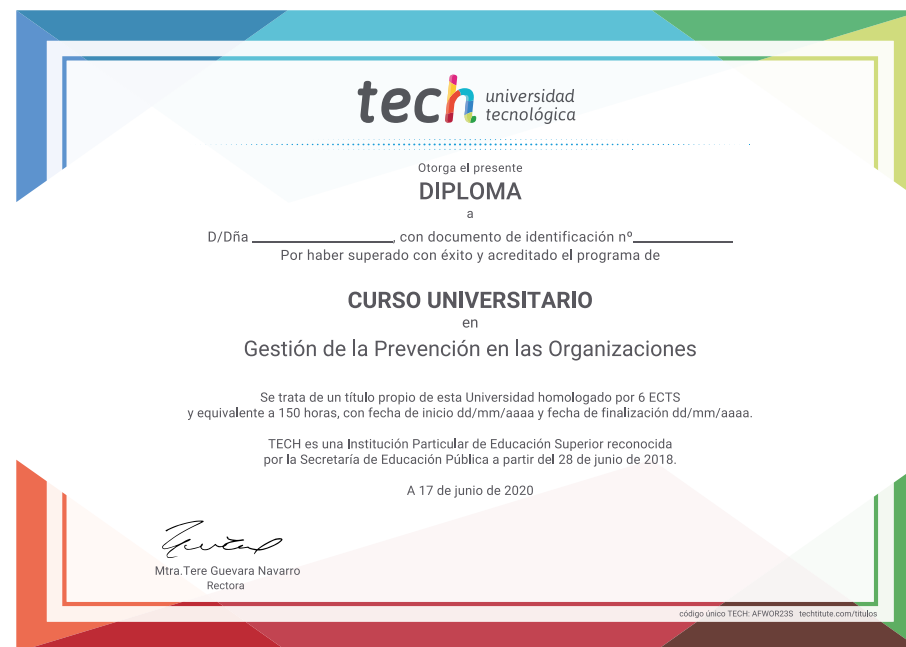 tech universidad
tecnológica
Otorga el presente
DIPLOMA
a
D/Dña ____________________, con documento de identificación nº______________
Por haber superado con éxito y acreditado el programa de
CURSO UNIVERSITARIO
en
Gestión de la Prevención en las Organizaciones
Se trata de un título propio de esta Universidad homologado por 6 ECTS
y equivalente a 150 horas, con fecha de inicio dd/mm/aaaa y fecha de finalización dd/mm/aaaa.
TECH es una Institución Particular de Educación Superior reconocida
por la Secretaría de Educación Pública a partir del 28 de junio de 2018.
A 17 de junio de 2020
Mtra.Tere Guevara Navarro
Rectora
código único TECH: AFWOR23S techtitute.com/titulos